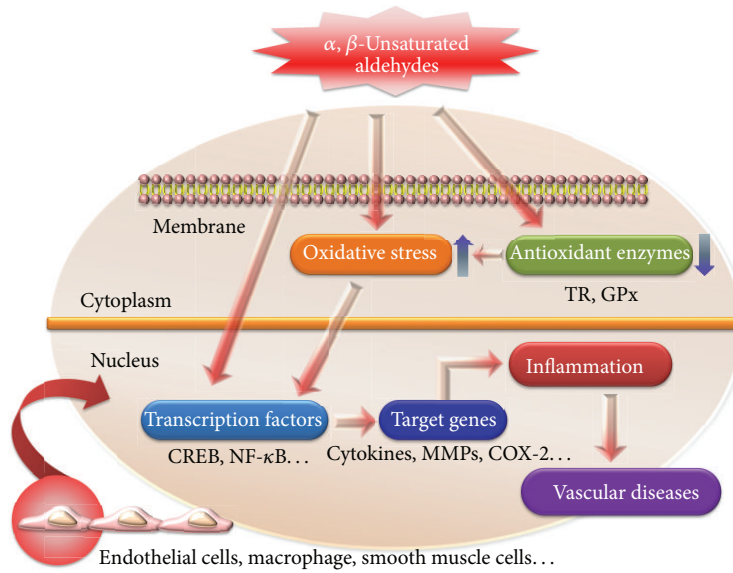 α, β-Unsaturated
aldehydes
Membrane
Oxidative stress
Antioxidant enzymes
TR, GPx
Cytoplasm
Nucleus
Inflammation
Transcription factors
Target genes
CREB, NF-κB…
Cytokines, MMPs, COX-2…
Vascular diseases
Endothelial cells, macrophage, smooth muscle cells…